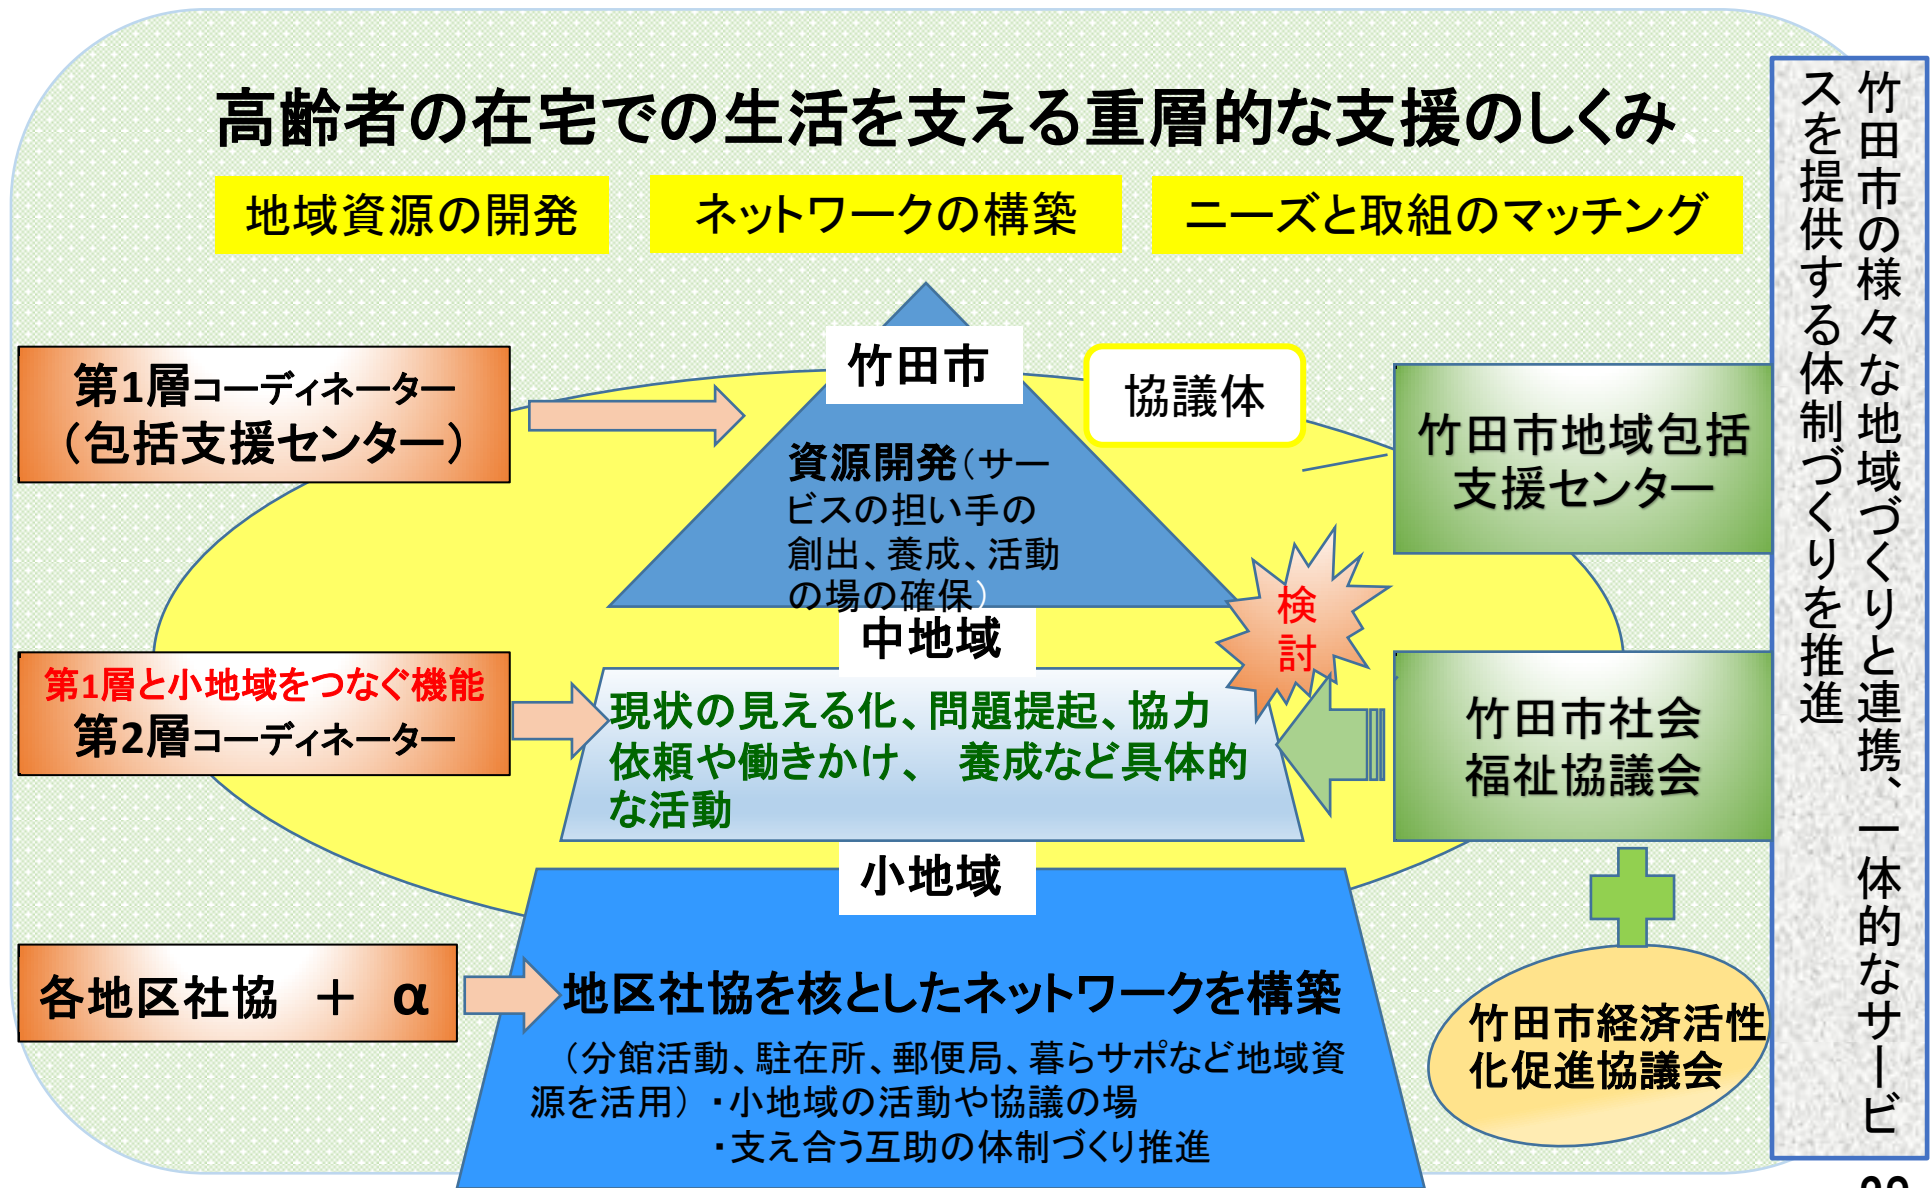 高齢者の在宅での生活を支える重層的な支援のしくみ
地域資源の開発
ネットワークの構築
ニーズと取組のマッチング
第1層コーディネーター
（包括支援センター）
竹田市
協議体
資源開発（サー
ビスの担い手の
創出、養成、活動
の場の確保）
竹田市地域包括
支援センター
検
討
中地域
第1層と小地域をつなぐ機能
第2層コーディネーター
現状の見える化、問題提起、協力
依頼や働きかけ、 養成など具体的
な活動
竹田市社会
福祉協議会
小地域
各地区社協　＋　α
地区社協を核としたネットワークを構築
（分館活動、駐在所、郵便局、暮らサポなど地域資
源を活用）・小地域の活動や協議の場
・支え合う互助の体制づくり推進
竹田市経済活性
化促進協議会
竹田市の様々な地域づくりと連携、一体的なサービ
スを提供する体制づくりを推進